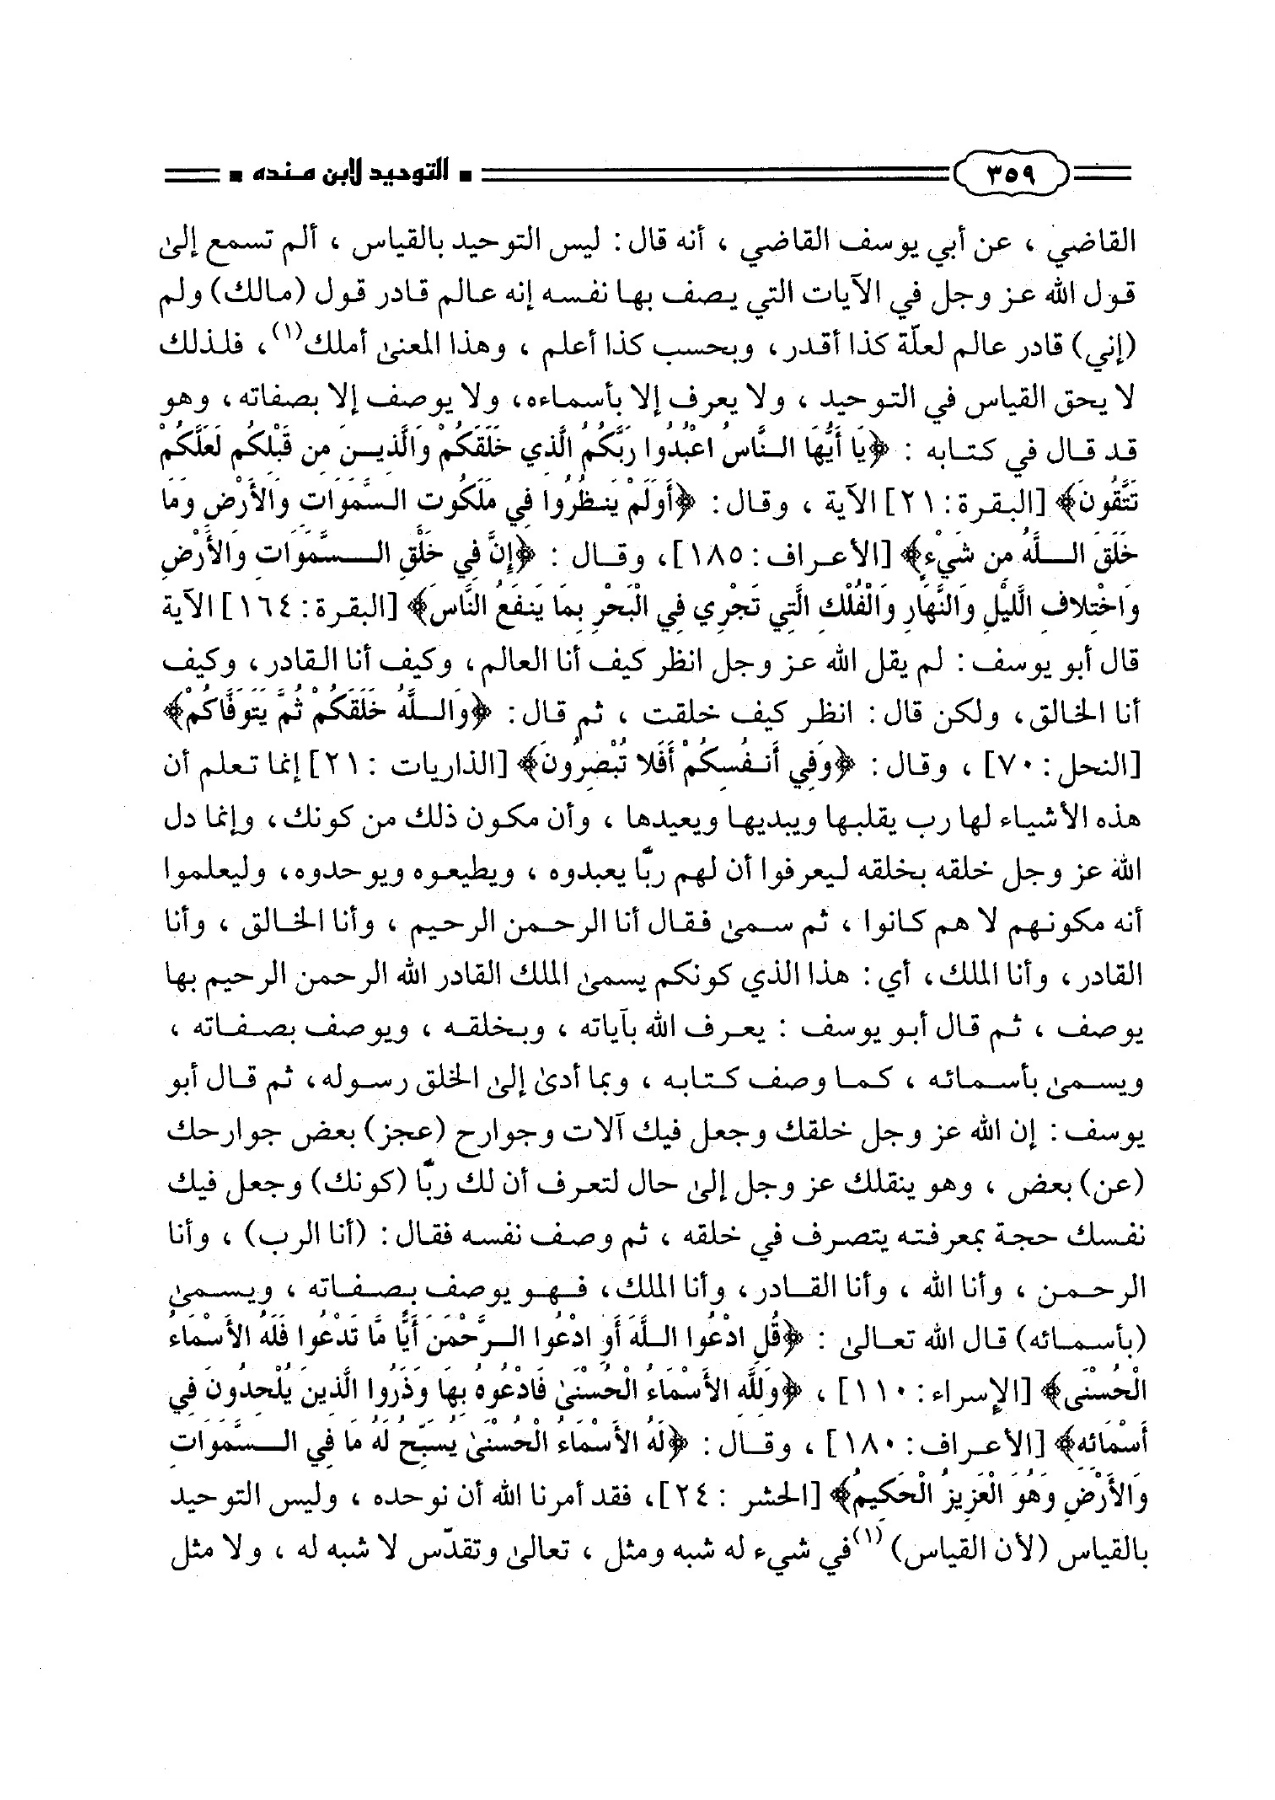 ٣٥٩ التوحيد لابن منده
القاضي ، عن أبي يوسف القاضي ، أنه قال : ليس التوحيد بالقياس ، ألم تسمع إلى
قول الله عز وجل في الآيات التي يصف بها نفسه إنه عالم قادر قول (مالك) ولم
(إني) قادر عالم لعلّة كذا أقدر، وبحسب كذا أعلم ، وهذا المعنى أملك(١)، فلذلك
لا يحق القياس في التوحيد ، ولا يعرف إلا بأسماءه، ولا يوصف إلا بصفاته، وهو
قد قال في كتابه : ﴿يَا أَيُّهَا النَّاسُ اعْبُدُوا رَبَّكُمُ الَّذِي خَلَقَكُمْ وَالَّذِينَ مِن قَبْلِكُمْ لَعَلَّكُمْ
تَتَّقُونَ﴾ [البقرة: ٢١] الآية ، وقال: ﴿أَوَلَمْ يَنظُرُوا فِي مَلَكُوتِ السَّمَوَاتِ وَالأَرْضِ وَمَا
خَلَقَ اللَّهُ مِن شَيْءٍ﴾ [الأعراف: ١٨٥]، وقال : ﴿إِنَّ فِي خَلْقِ السَّمَوَاتِ وَالأَرْضِ
وَاخْتِلافِ اللَّيْلِ وَالنَّهَارِ وَالْفُلْكِ الَّتِي تَجْرِي فِي الْبَحْرِ بِمَا يَنفَعُ النَّاسَ﴾ [البقرة: ١٦٤] الآية
قال أبو يوسف : لم يقل الله عز وجل انظر كيف أنا العالم، وكيف أنا القادر، وكيف
أنا الخالق، ولكن قال: انظر كيف خلقت ، ثم قال: ﴿وَاللَّهُ خَلَقَكُمْ ثُمَّ يَتَوَفَّاكُمْ﴾
[النحل: ٧٠] ، وقال: ﴿وَفِي أَنفُسِكُمْ أَفَلا تُبْصِرُونَ﴾ [الذاريات : ٢١] إنما تعلم أن
هذه الأشياء لها رب يقلبها ويبديها ويعيدها ، وأن مكون ذلك من كونك، وإنما دل
الله عز وجل خلقه بخلقه ليعرفوا أن لهم ربًّا يعبدوه ، ويطيعوه ويوحدوه، وليعلموا
أنه مكونهم لا هم كانوا ، ثم سمى فقال أنا الرحمن الرحيم ، وأنا الخالق ، وأنا
القادر، وأنا الملك، أي: هذا الذي كونكم يسمى الملك القادر الله الرحمن الرحيم بها
يوصف ، ثم قال أبو يوسف : يعرف الله بآياته ، وبخلقه ، ويوصف بصفاته ،
ويسمى بأسمائه ، كما وصف كتابه ، وبما أدى إلى الخلق رسوله، ثم قال أبو
يوسف : إن الله عز وجل خلقك وجعل فيك آلات وجوارح (عجز) بعض جوارحك
(عن) بعض ، وهو ينقلك عز وجل إلى حال لتعرف أن لك ربًّا (كونك) وجعل فيك
نفسك حجة بمعرفته يتصرف في خلقه ، ثم وصف نفسه فقال: (أنا الرب) ، وأنا
الرحمن ، وأنا الله ، وأنا القادر، وأنا الملك، فهو يوصف بصفاته ، ويسمى
(بأسمائه) قال الله تعالى : ﴿قُلِ ادْعُوا اللَّهَ أَوِ ادْعُوا الرَّحْمَنَ أَيًّا مَّا تَدْعُوا فَلَهُ الأَسْمَاءُ
الْحُسْنَى﴾ [الإسراء: ١١٠] ، ﴿وَلِلَّهِ الأَسْمَاءُ الْحُسْنَى فَادْعُوهُ بِهَا وَذَرُوا الَّذِينَ يُلْحِدُونَ فِي
أَسْمَائِهِ﴾ [الأعراف: ١٨٠] ، وقال: ﴿لَهُ الأَسْمَاءُ الْحُسْنَى يُسَبِّحُ لَهُ مَا فِي السَّمَوَاتِ
وَالأَرْضِ وَهُوَ الْعَزِيزُ الْحَكِيمُ﴾ [الحشر : ٢٤]، فقد أمرنا الله أن نوحده ، وليس التوحيد
بالقياس (لأن القياس) (١)في شيء له شبه ومثل ، تعالى وتقدّس لا شبه له ، ولا مثل